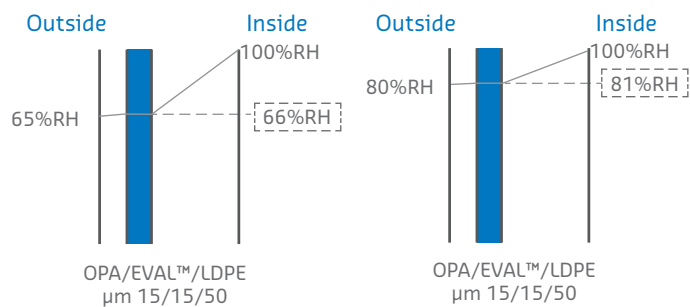 Outside Inside
100%RH
65%RH
66%RH
OPA/EVAL™/LDPE
µm 15/15/50
Outside Inside
100%RH
80%RH
81%RH
OPA/EVAL™/LDPE
µm 15/15/50